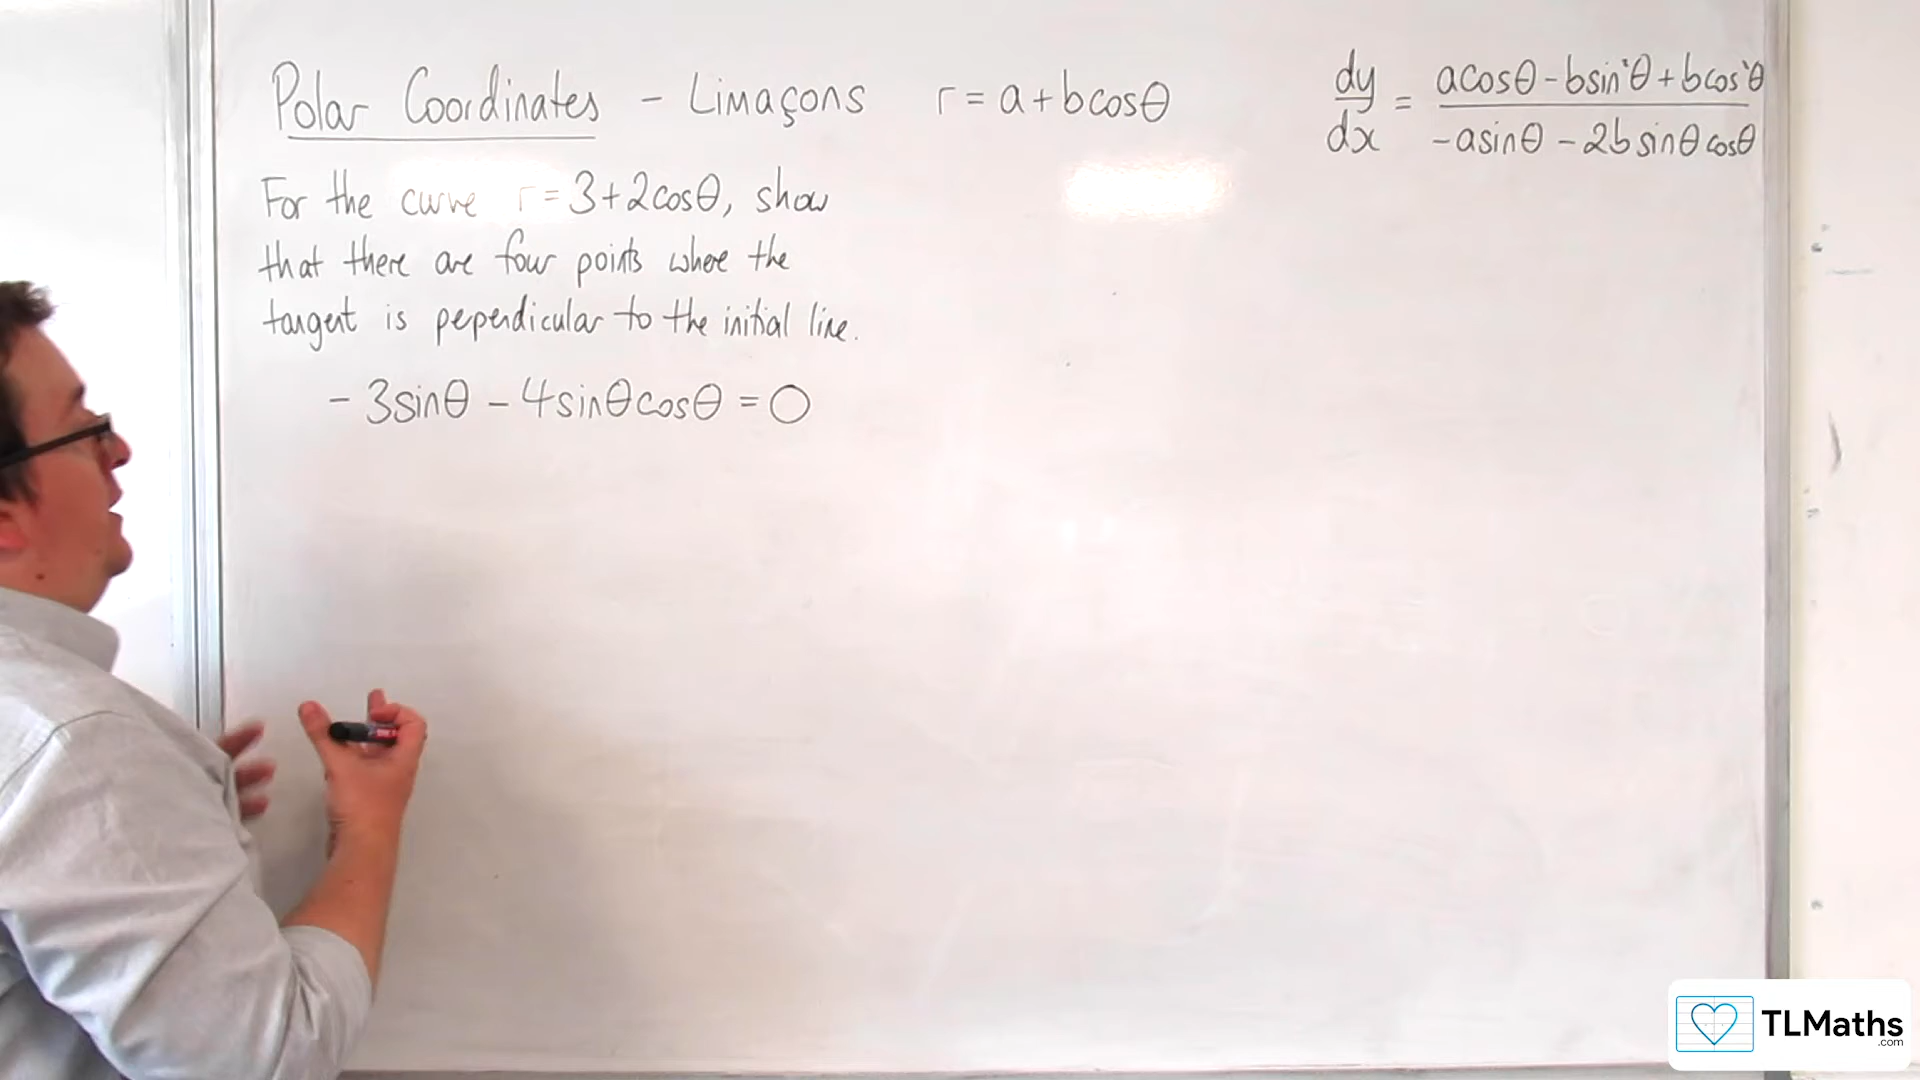 Polar Coordinates - Limaçons r = a + bcosθ
dy/dx = (acosθ - bsin²θ + bcos²θ)/(-asinθ - 2bsinθcosθ)
For the curve r = 3 + 2cosθ, show
that there are four points where the
tangent is peperdicular to the initial line.
- 3sinθ - 4sinθcosθ = 0
TLMaths
.com